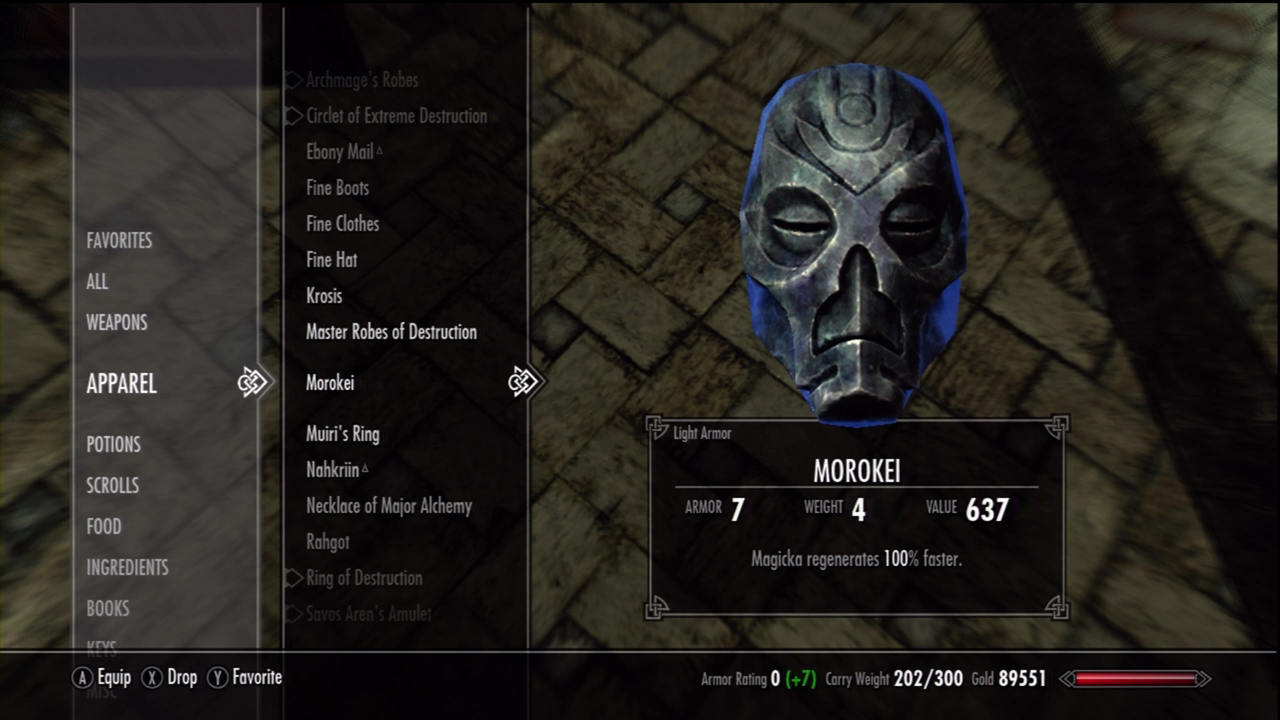 FAVORITES
ALL
WEAPONS
APPAREL
POTIONS
SCROLLS
FOOD
INGREDIENTS
BOOKS
KEYS
MISC
Archmage's Robes
Circlet of Extreme Destruction
Ebony Mail
Fine Boots
Fine Clothes
Fine Hat
Krosis
Master Robes of Destruction
Morokei
Muiri's Ring
Nahkriin
Necklace of Major Alchemy
Rahgot
Ring of Destruction
Savos Aren's Amulet
Light Armor
MOROKEI
ARMOR 7 WEIGHT 4 VALUE 637
Magicka regenerates 100% faster.
A Equip X Drop Y Favorite
Armor Rating 0 (+7) Carry Weight 202/300 Gold 89551